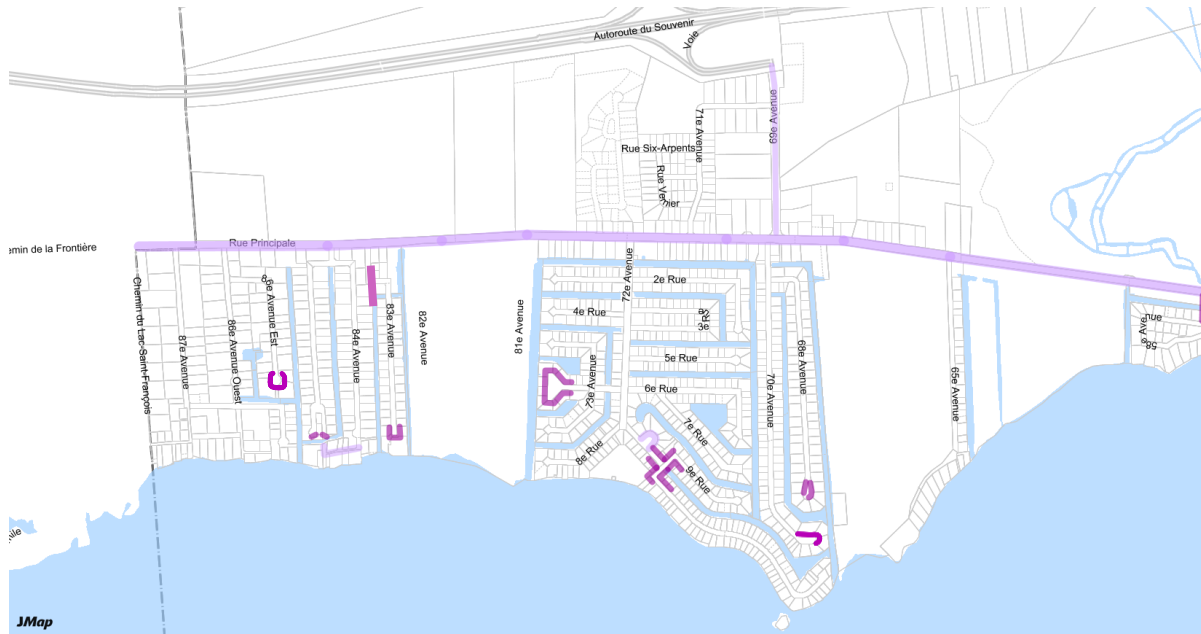 Autoroute du Souvenir
Voie
69e Avenue
71e Avenue
Rue Six-Arpents
Rue Vernier
emin de la Frontière
Rue Principale
Chemin du Lac-Saint-François
87e Avenue
86e Avenue Ouest
86e Avenue Est
84e Avenue
83e Avenue
82e Avenue
81e Avenue
72e Avenue
2e Rue
4e Rue
3e
5e Rue
6e Rue
73e Avenue
7e Rue
8e Rue
9e Rue
70e Avenue
68e Avenue
65e Avenue
58e Avenue
JMap